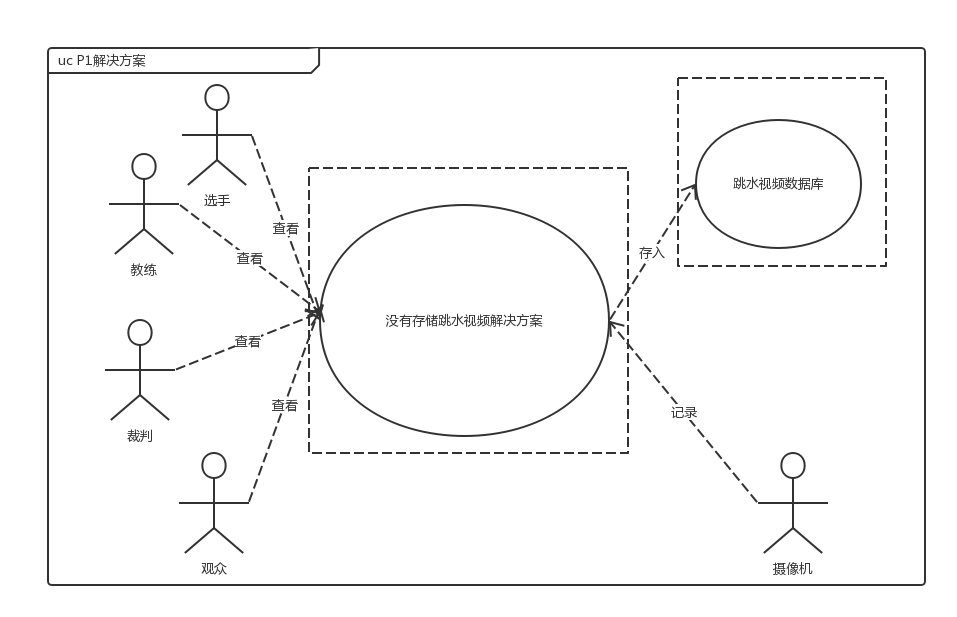 uc P1解决方案
选手
教练
查看
查看
跳水视频数据库
存入
没有存储跳水视频解决方案
查看
裁判
查看
记录
观众
摄像机